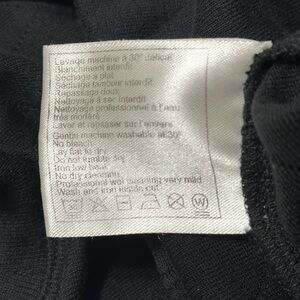 Lavage machine à 30° délicat
Blanchiment interdit
Séchage à plat
Séchage tambour interdit
Repassage doux
Nettoyage à sec interdit
Nettoyage professionnel à l'eau
très modéré
Laver et repasser sur l'envers
Gentle machine washable at 30°
No bleach
Lay flat to dry
Do not tumble dry
Iron low heat
No dry cleaning
Professional wet cleaning very mild
Wash and iron inside out